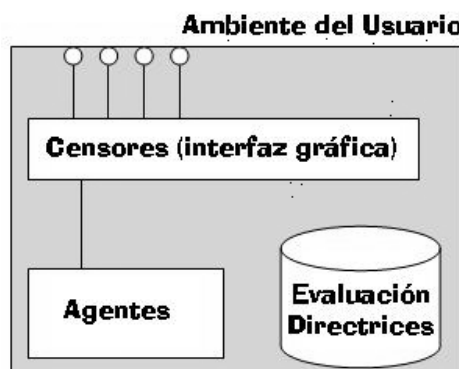 Ambiente del Usuario
Censores (interfaz gráfica)
Agentes
Evaluación
Directrices